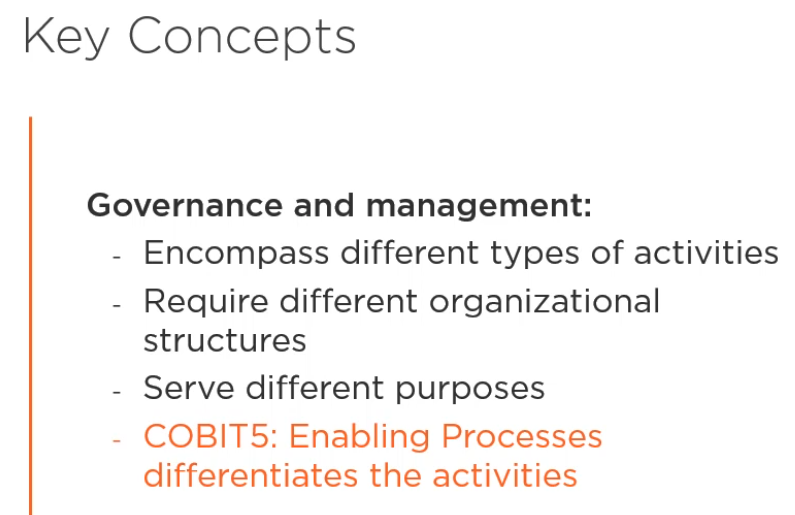 Key Concepts
Governance and management:
- Encompass different types of activities
- Require different organizational
structures
- Serve different purposes
- COBIT5: Enabling Processes
differentiates the activities